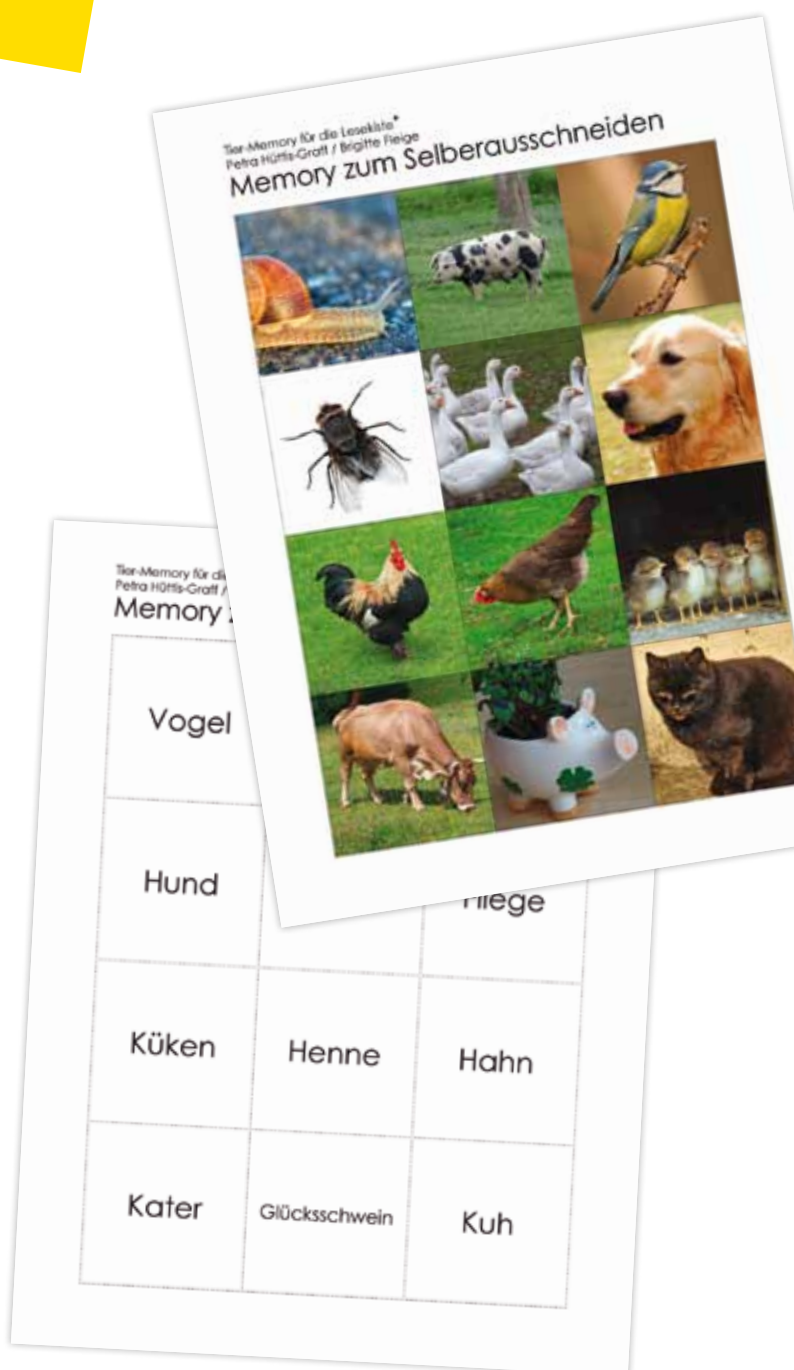 Tier-Memory für die Lesekiste*
Petra Hüttis-Graff / Brigitte Fleige
Memory zum Selberausschneiden
Tier-Memory für
Petra Hüttis-Graff /
Memory
Vogel
Hund
Fliege
Küken
Henne
Hahn
Kater
Glücksschwein
Kuh